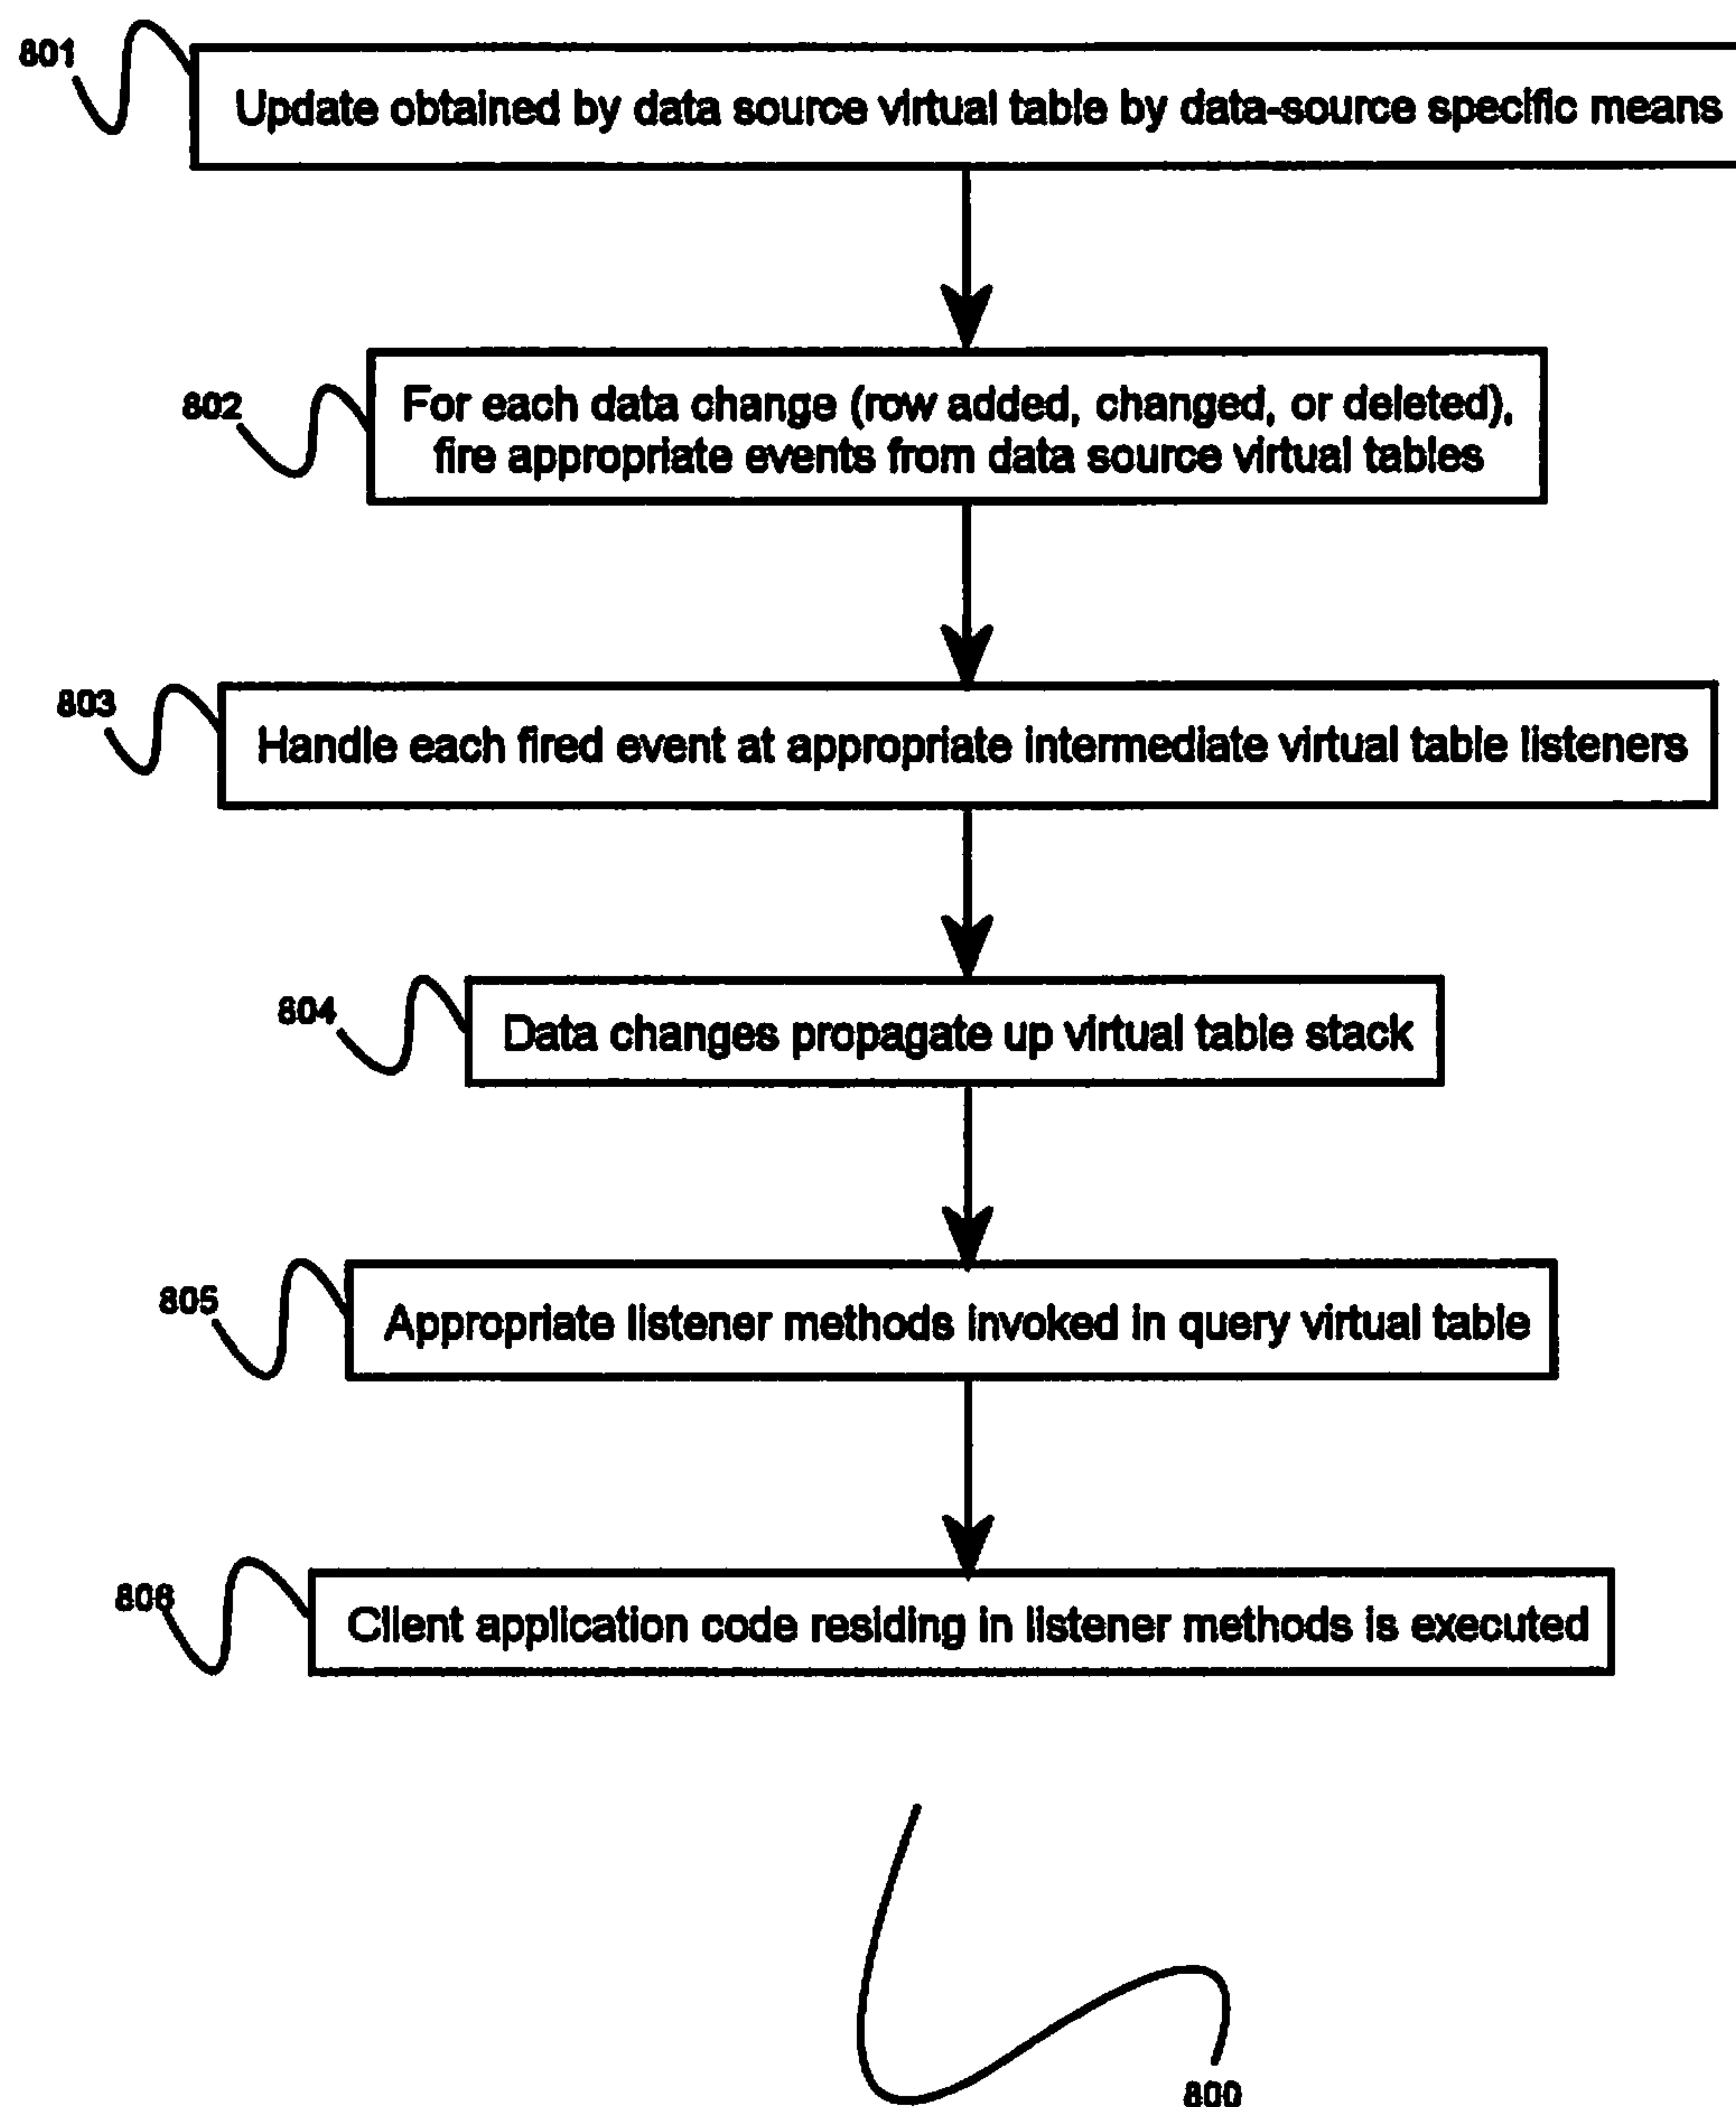 801
Update obtained by data source virtual table by data-source specific means
802
For each data change (row added, changed, or deleted),
fire appropriate events from data source virtual tables
803
Handle each fired event at appropriate intermediate virtual table listeners
804
Data changes propagate up virtual table stack
805
Appropriate listener methods invoked in query virtual table
806
Client application code residing in listener methods is executed
800